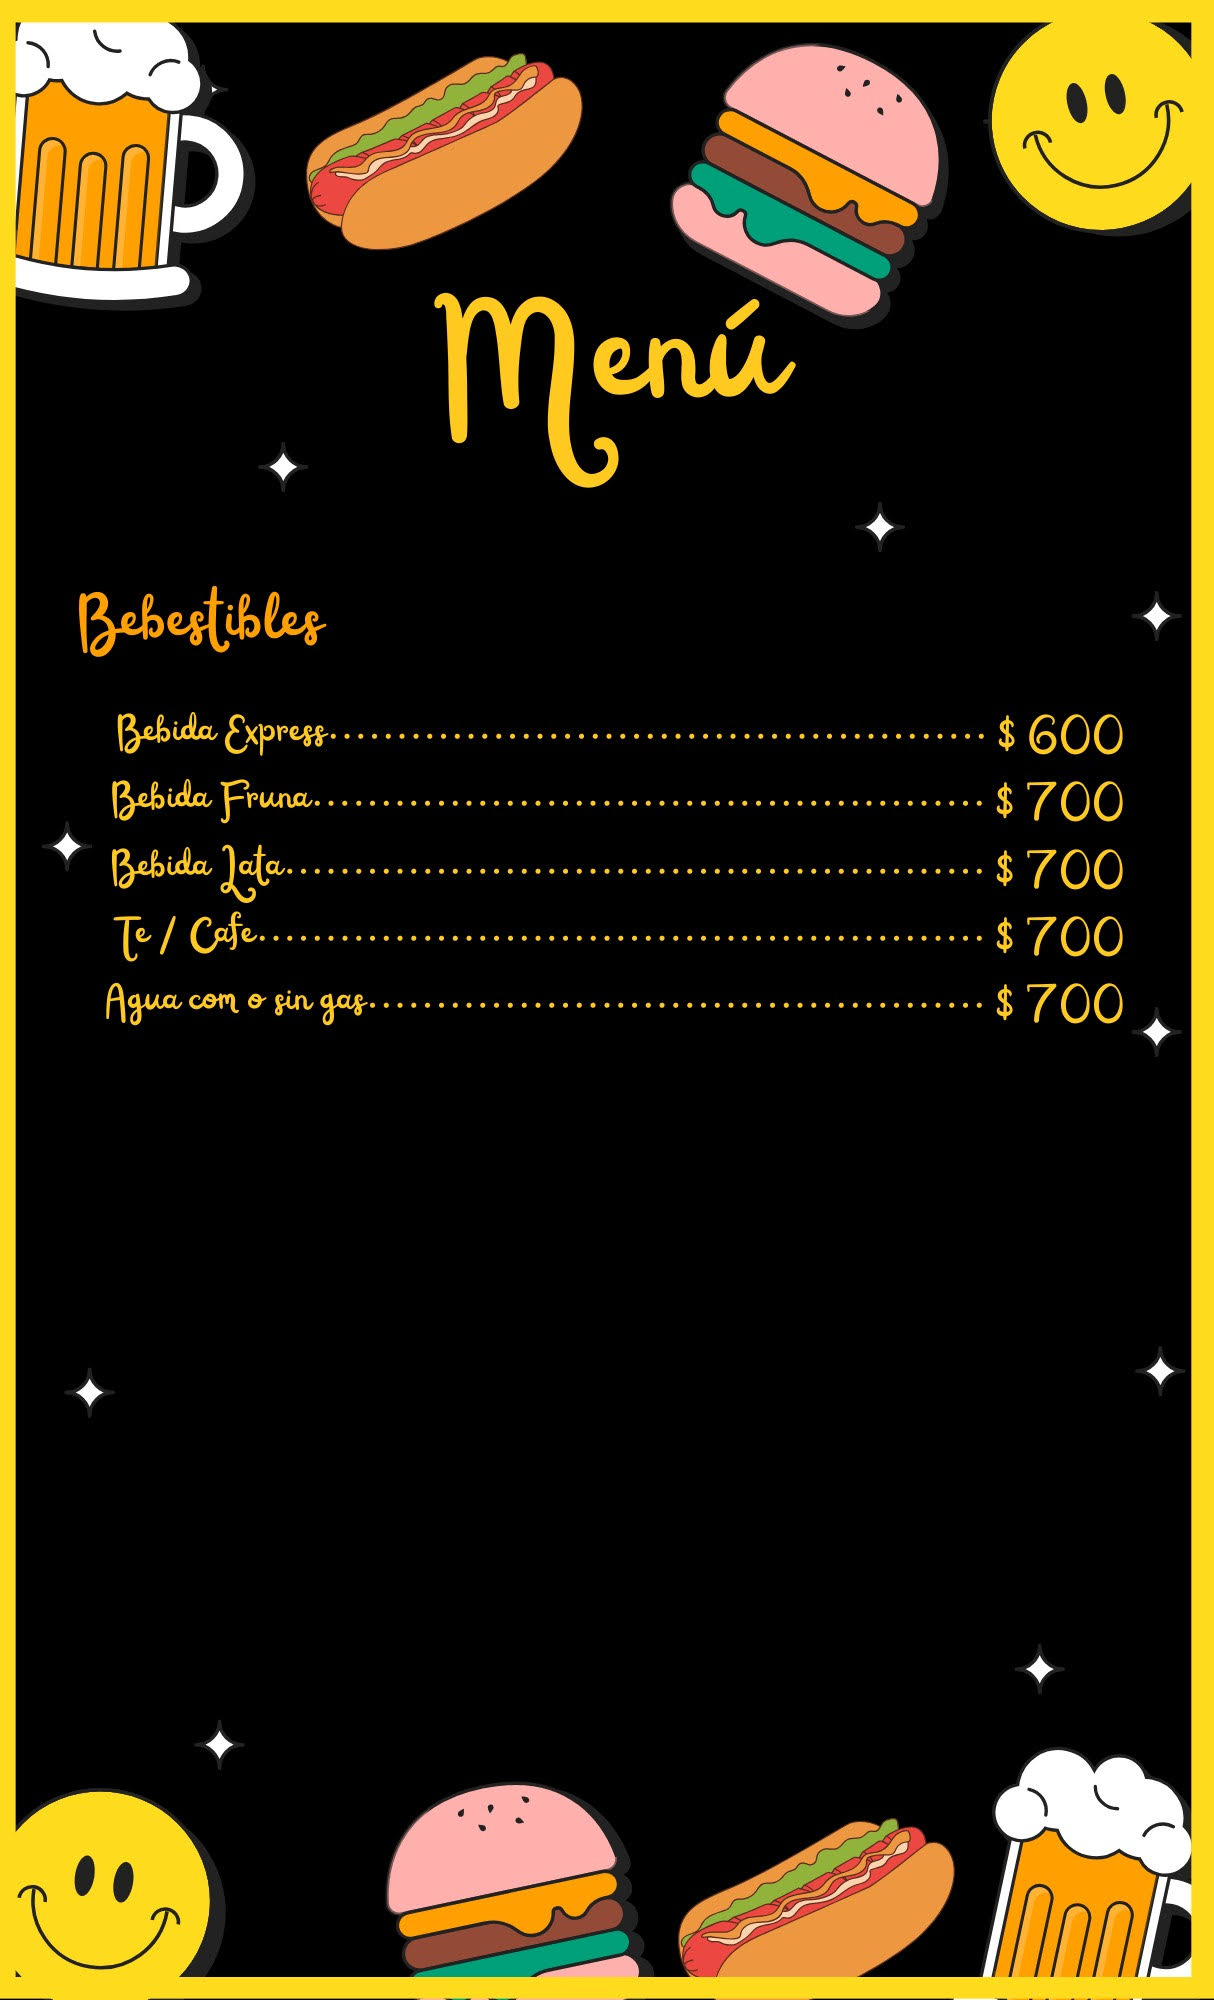 Menú
Bebestibles
Bebida Express................................................ $ 600
Bebida Fruna................................................. $ 700
Bebida Lata................................................... $ 700
Te / Cafe..................................................... $ 700
Agua com o sin gas............................................. $ 700